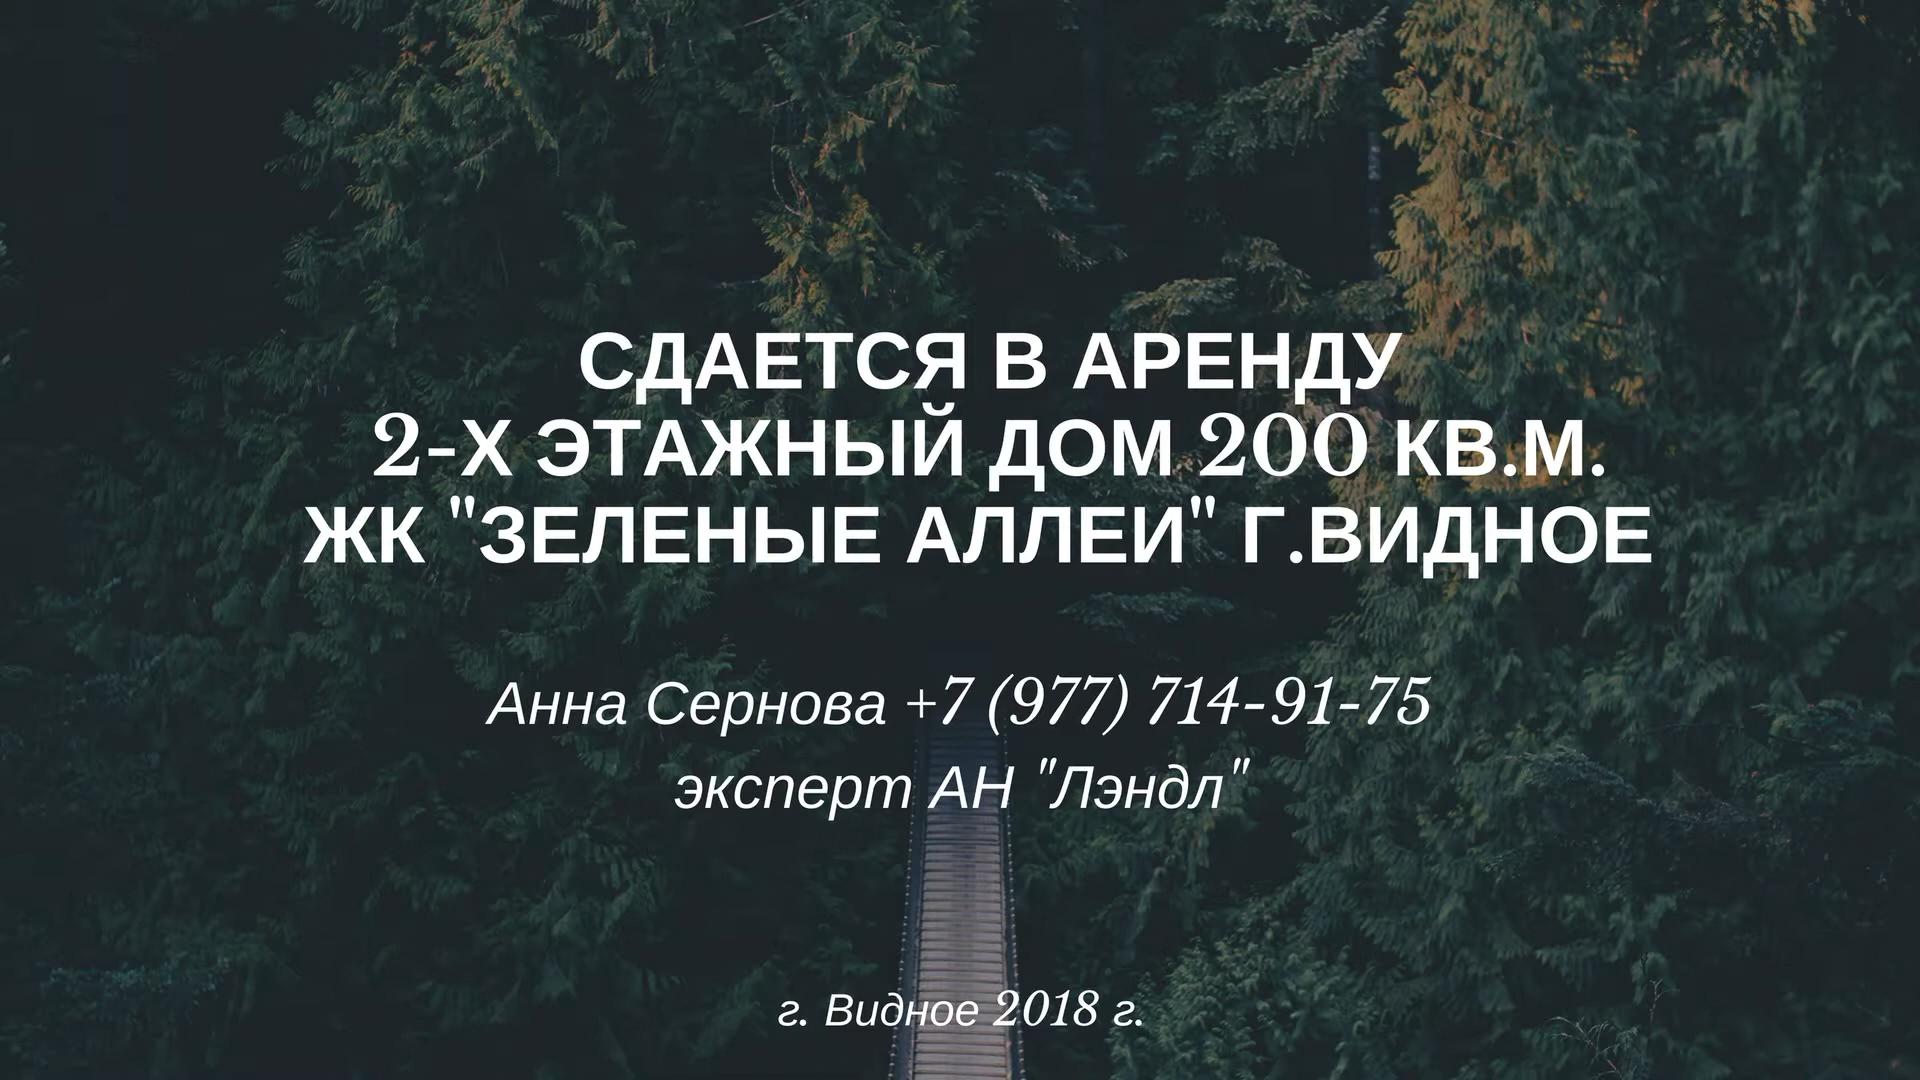 СДАЕТСЯ В АРЕНДУ
2-Х ЭТАЖНЫЙ ДОМ 200 КВ.М.
ЖК "ЗЕЛЕНЫЕ АЛЛЕИ" Г.ВИДНОЕ
Анна Сернова +7 (977) 714-91-75
эксперт АН "Лэндл"
г. Видное 2018 г.